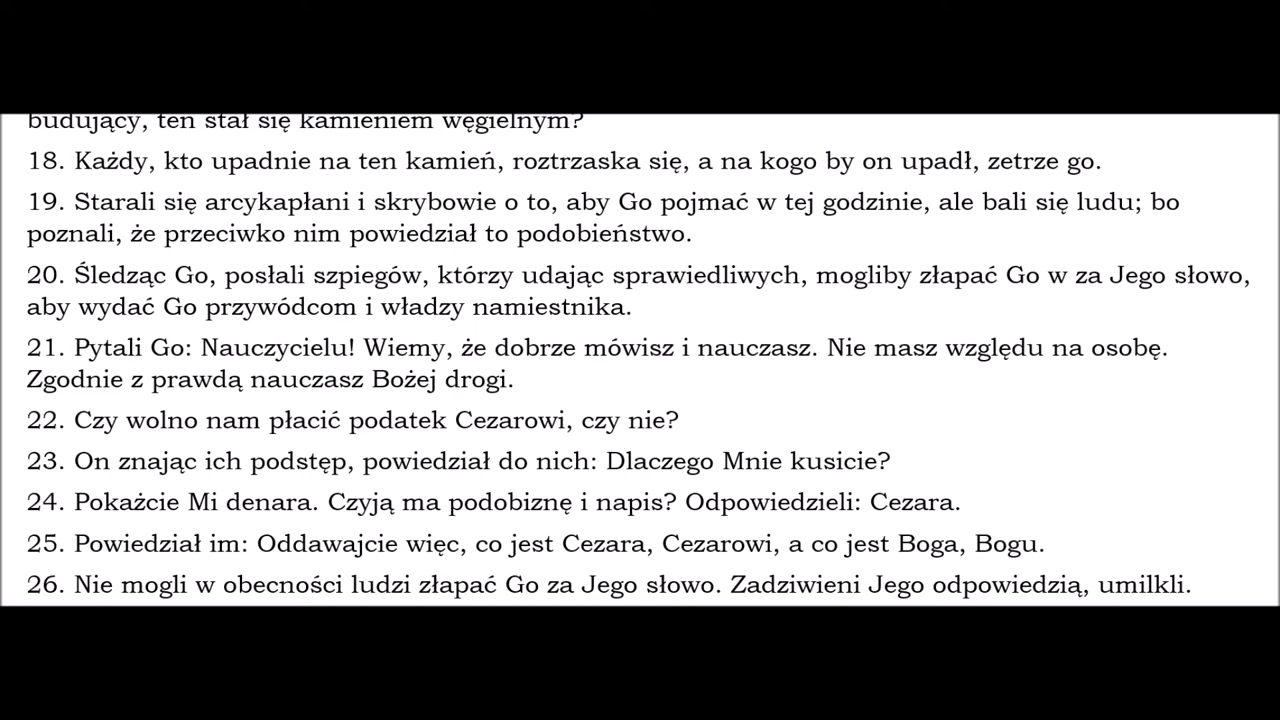 budujący, ten stał się kamieniem węgielnym?
18. Każdy, kto upadnie na ten kamień, roztrzaska się, a na kogo by on upadł, zetrze go.
19. Starali się arcykapłani i skrybowie o to, aby Go pojmać w tej godzinie, ale bali się ludu; bo
poznali, że przeciwko nim powiedział to podobieństwo.
20. Śledząc Go, posłali szpiegów, którzy udając sprawiedliwych, mogliby złapać Go w za Jego słowo,
aby wydać Go przywódcom i władzy namiestnika.
21. Pytali Go: Nauczycielu! Wiemy, że dobrze mówisz i nauczasz. Nie masz względu na osobę.
Zgodnie z prawdą nauczasz Bożej drogi.
22. Czy wolno nam płacić podatek Cezarowi, czy nie?
23. On znając ich podstęp, powiedział do nich: Dlaczego Mnie kusicie?
24. Pokażcie Mi denara. Czyją ma podobiznę i napis? Odpowiedzieli: Cezara.
25. Powiedział im: Oddawajcie więc, co jest Cezara, Cezarowi, a co jest Boga, Bogu.
26. Nie mogli w obecności ludzi złapać Go za Jego słowo. Zadziwieni Jego odpowiedzią, umilkli.